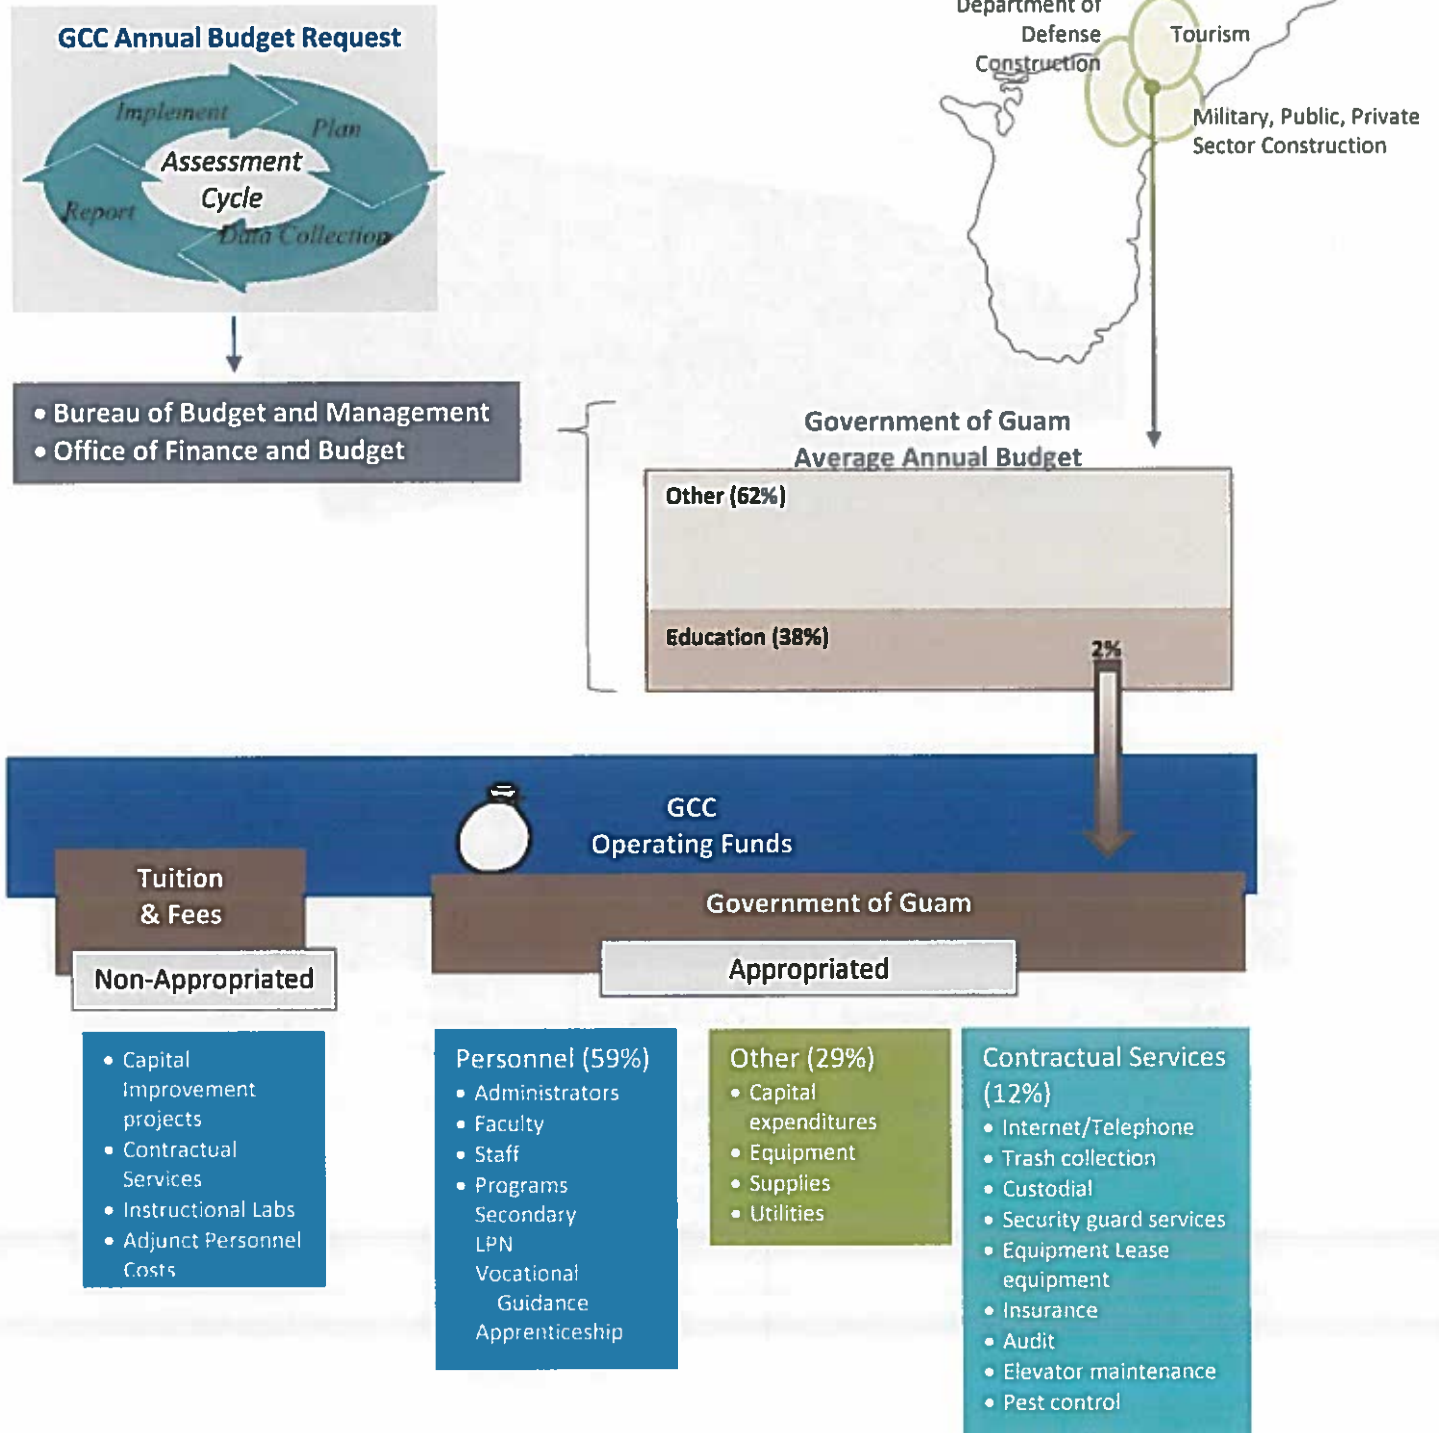 GCC Annual Budget Request
Implement
Plan
Assessment
Cycle
Report
Data Collection
Department of
Defense
Construction
Tourism
Military, Public, Private
Sector Construction
• Bureau of Budget and Management
• Office of Finance and Budget
Government of Guam
Average Annual Budget
Other (62%)
Education (38%)
2%
GCC
Operating Funds
Tuition
& Fees
Government of Guam
Non-Appropriated
Appropriated
• Capital
Improvement
projects
• Contractual
Services
• Instructional Labs
• Adjunct Personnel
Costs
Personnel (59%)
• Administrators
• Faculty
• Staff
• Programs
Secondary
LPN
Vocational
Guidance
Apprenticeship
Other (29%)
• Capital
expenditures
• Equipment
• Supplies
• Utilities
Contractual Services
(12%)
• Internet/Telephone
• Trash collection
• Custodial
• Security guard services
• Equipment Lease
equipment
• Insurance
• Audit
• Elevator maintenance
• Pest control